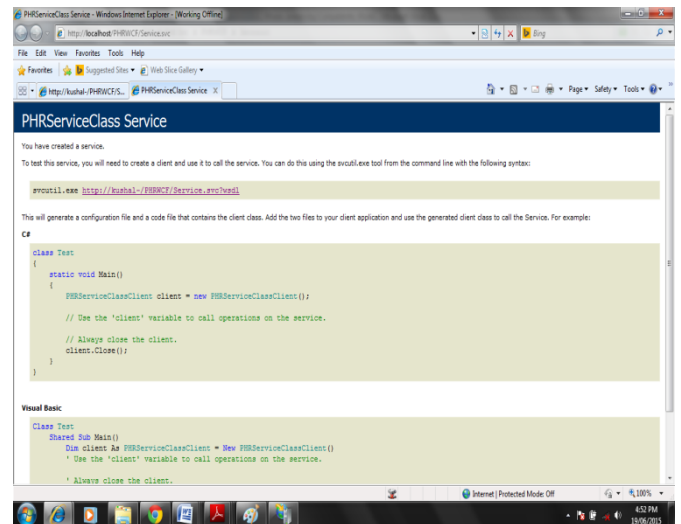 PHRServiceClass Service - Windows Internet Explorer - [Working Offline]
http://localhost/PHRWCF/Service.svc
Bing
File Edit View Favorites Tools Help
Favorites Suggested Sites Web Slice Gallery
http://kushal-/PHRWCF/S... PHRServiceClass Service X Page Safety Tools
PHRServiceClass Service
You have created a service.
To test this service, you will need to create a client and use it to call the service. You can do this using the svcutil.exe tool from the command line with the following syntax:
svcutil.exe http://kushal-/PHRWCF/Service.svc?wsdl
This will generate a configuration file and a code file that contains the client class. Add the two files to your client application and use the generated client class to call the Service. For example:
C#
class Test
{
static void Main()
{
PHRServiceClassClient client = new PHRServiceClassClient();
// Use the 'client' variable to call operations on the service.
// Always close the client.
client.Close();
}
}
Visual Basic
Class Test
Shared Sub Main()
Dim client As PHRServiceClassClient = New PHRServiceClassClient()
' Use the 'client' variable to call operations on the service.
' Always close the client.
Internet | Protected Mode: Off 100%
4:52 PM
19/06/2015